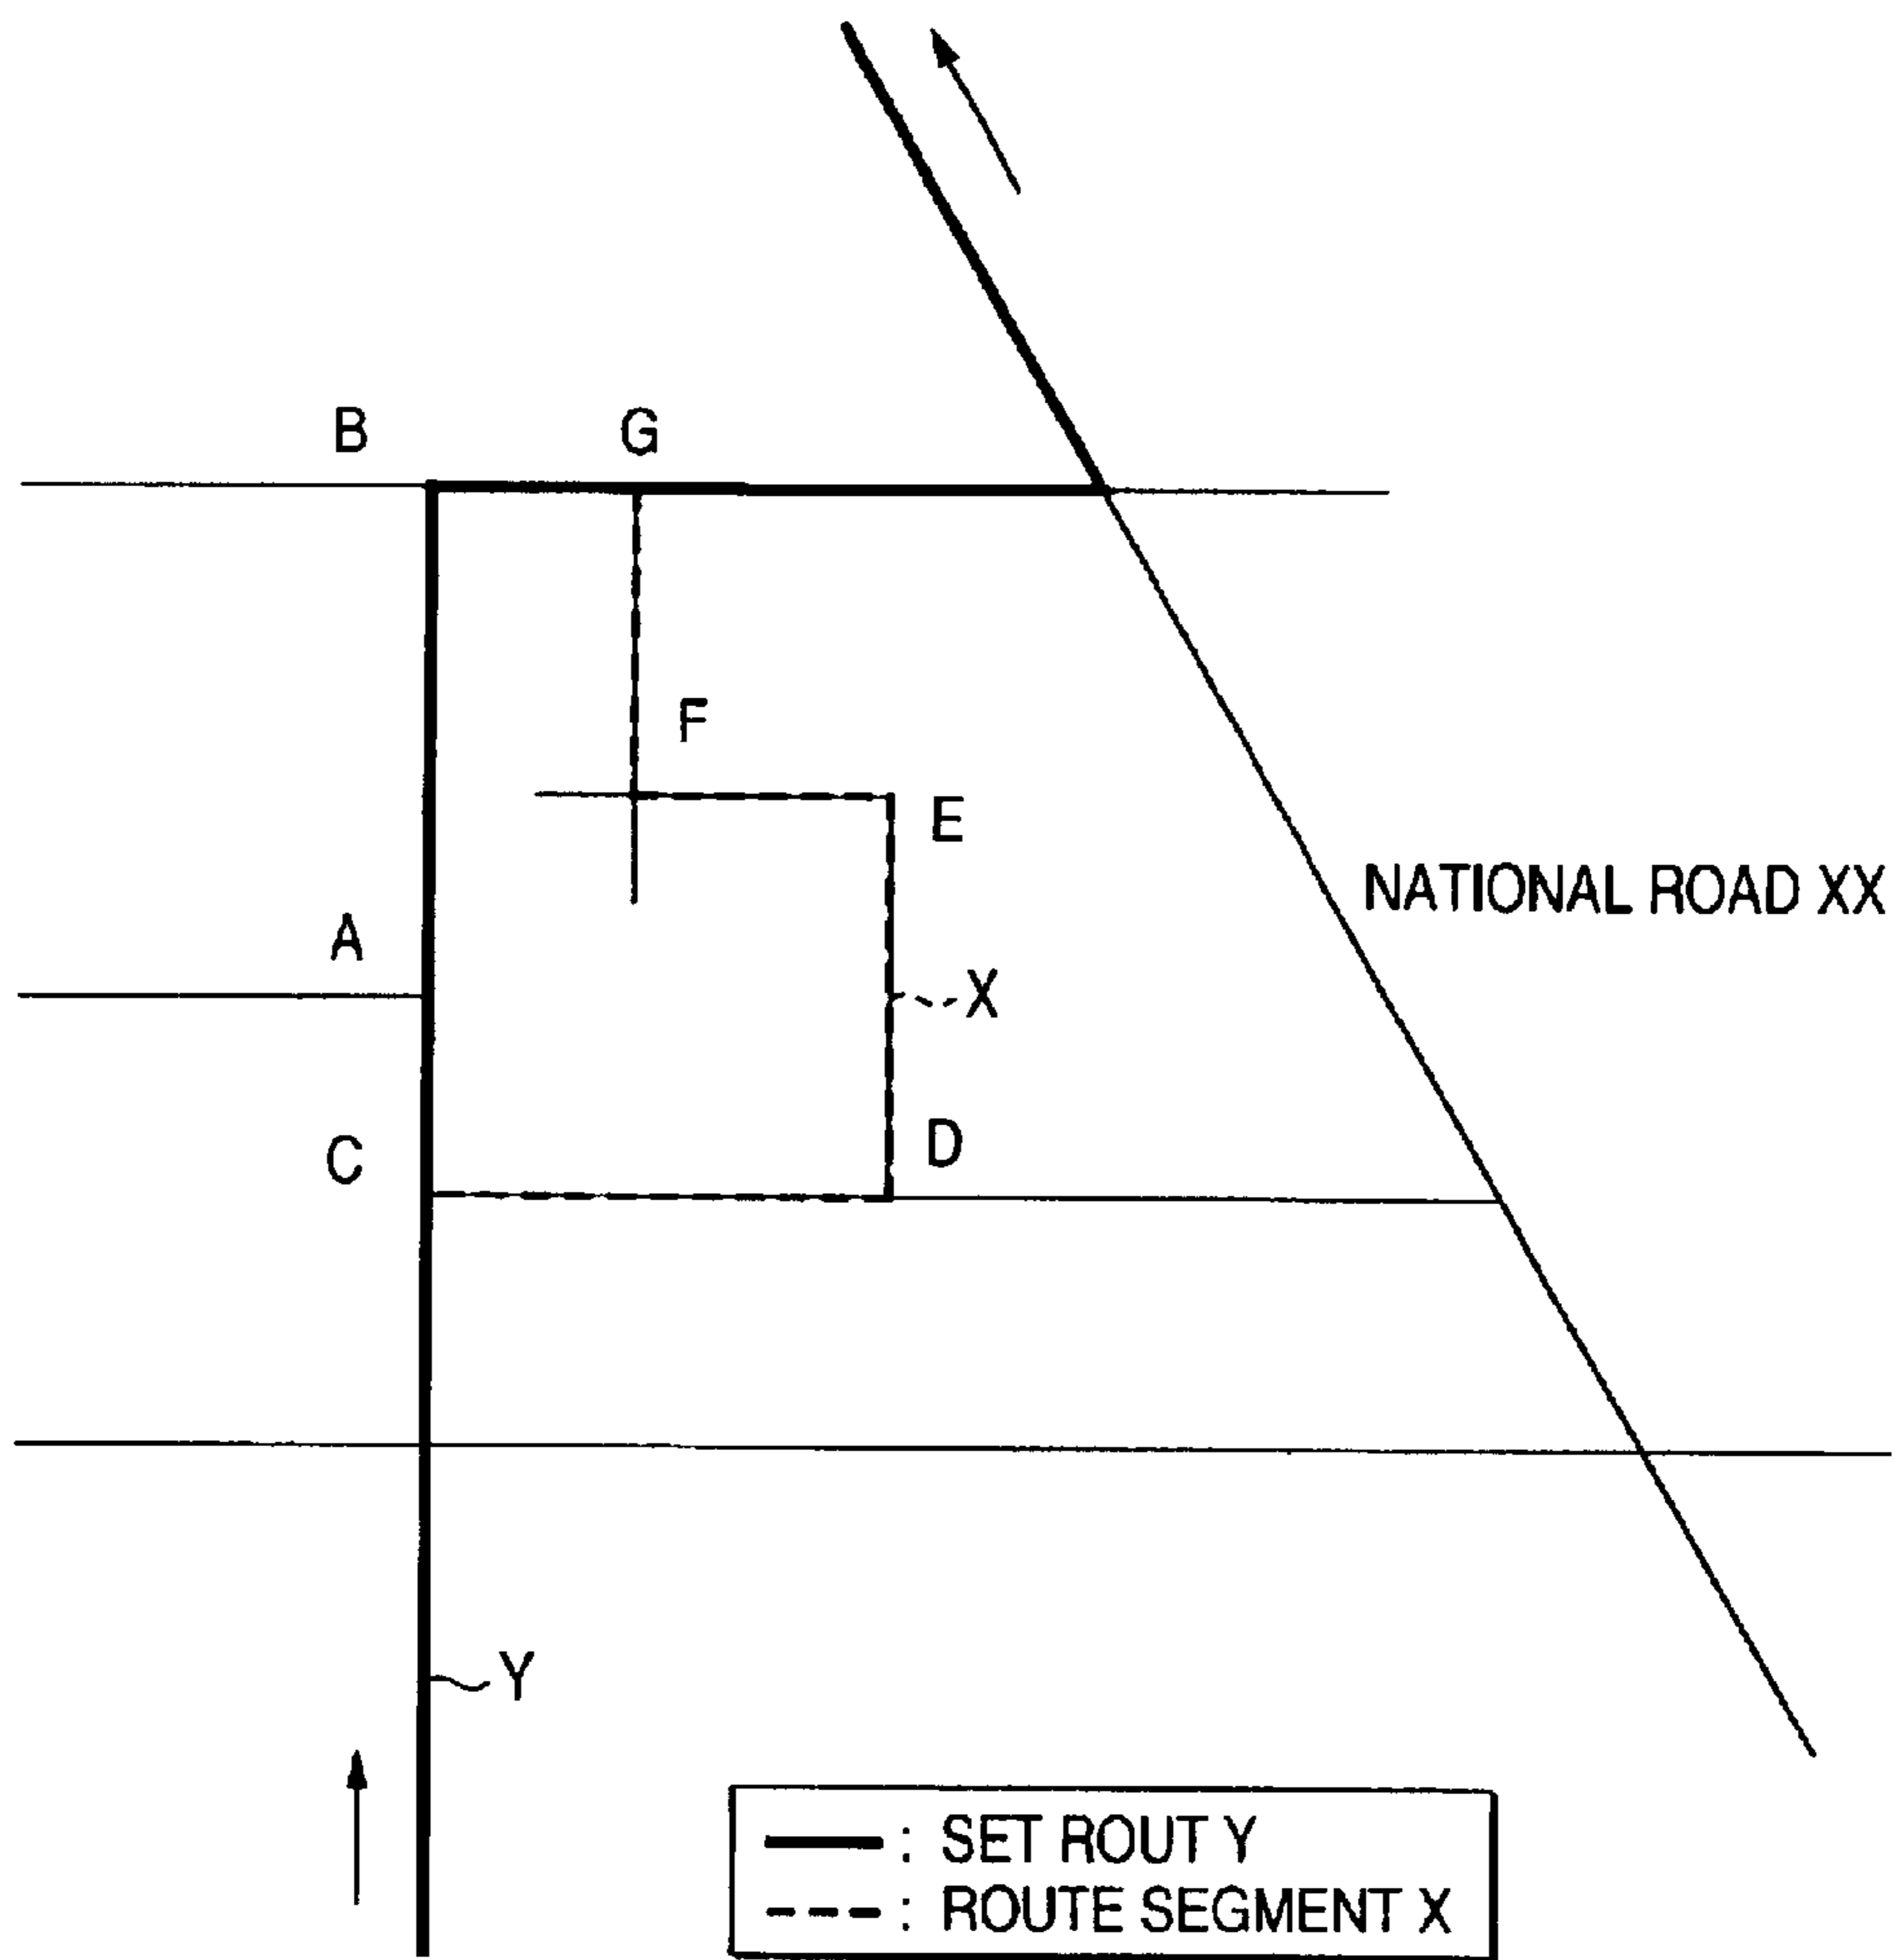 B
G
F
E
NATIONAL ROAD XX
A
X
C
D
Y
: SET ROUT Y
: ROUTE SEGMENT X